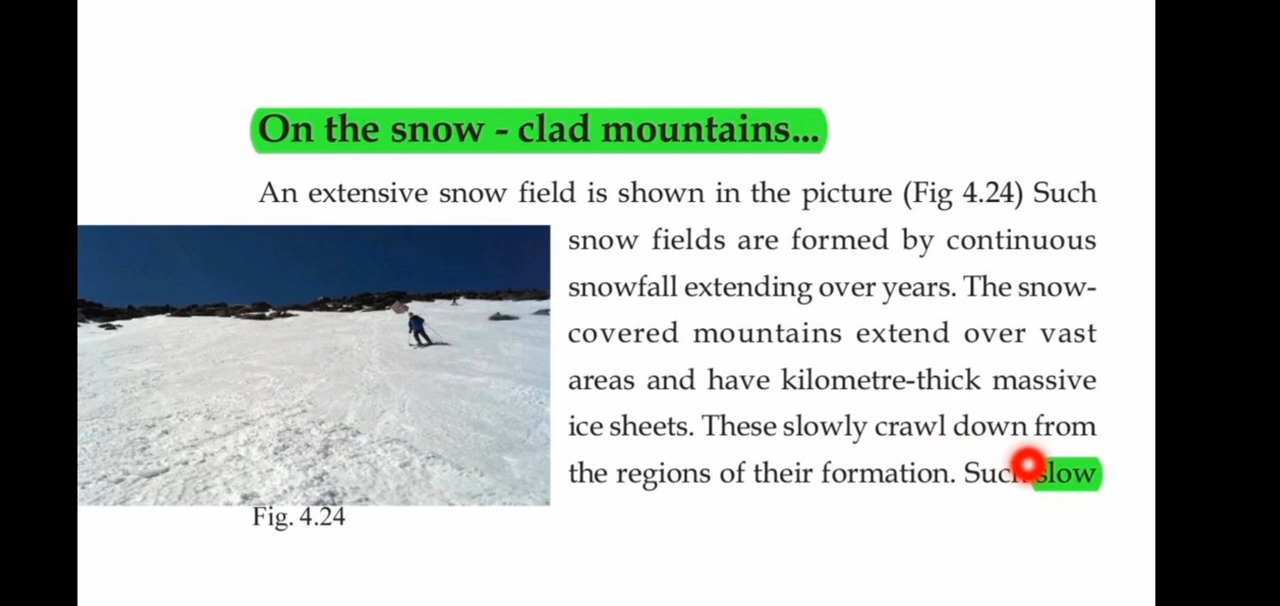 On the snow - clad mountains...
An extensive snow field is shown in the picture (Fig 4.24) Such
snow fields are formed by continuous
snowfall extending over years. The snow-
covered mountains extend over vast
areas and have kilometre-thick massive
ice sheets. These slowly crawl down from
the regions of their formation. Such slow
Fig. 4.24